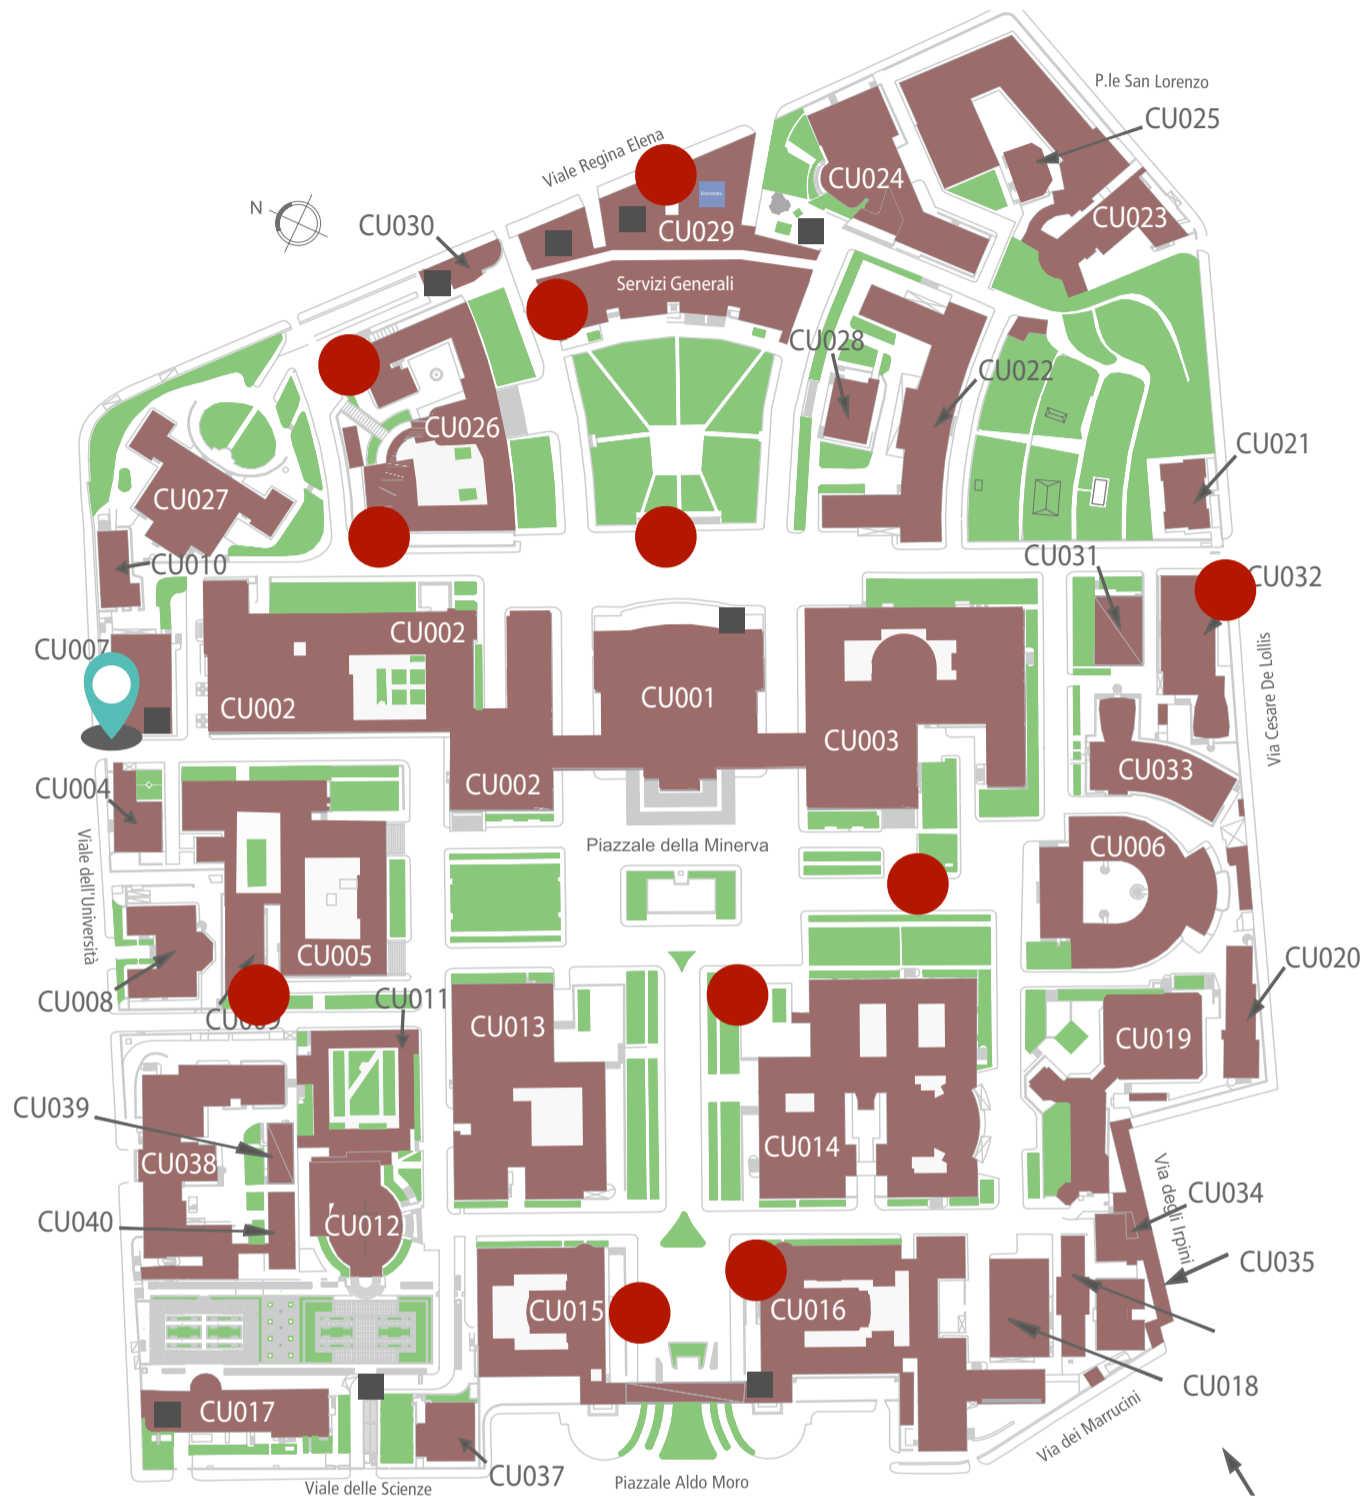 P.le San Lorenzo
CU025
Viale Regina Elena
CU024
CU023
N
CU030
Economato
CU029
Servizi Generali
CU028
CU022
CU026
CU021
CU027
CU031
CU010
CU032
CU002
CU007
CU001
CU002
CU003
Via Cesare De Lollis
CU033
CU002
CU004
Piazzale della Minerva
CU006
Viale dell'Università
CU005
CU020
CU008
CU011
CU009
CU013
CU019
CU039
CU014
CU038
Via degli Irpini
CU034
CU040
CU012
CU035
CU015
CU016
CU018
CU017
Via dei Marrucini
CU037
Piazzale Aldo Moro
Viale delle Scienze